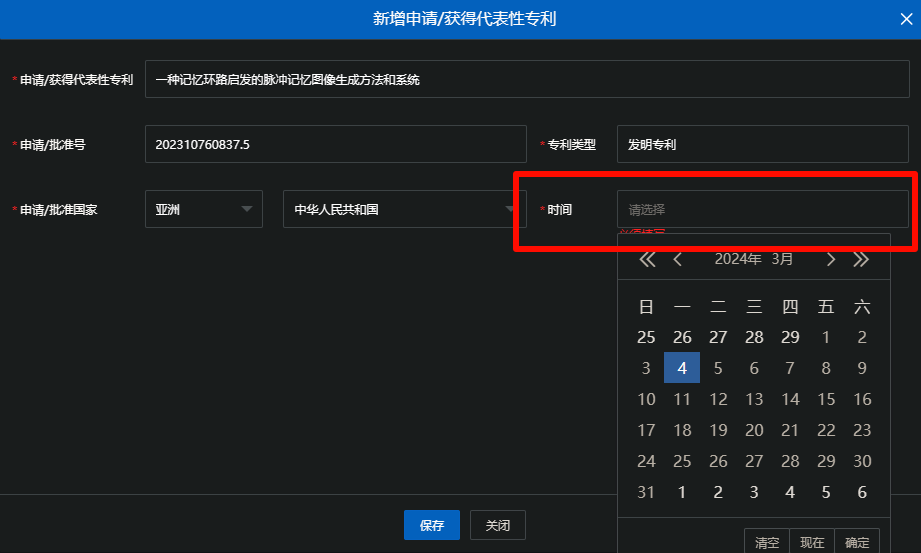 新增申请/获得代表性专利
* 申请/获得代表性专利 一种记忆环路启发的脉冲记忆图像生成方法和系统
* 申请/批准号 202310760837.5 * 专利类型 发明专利
* 申请/批准国家 亚洲 中华人民共和国 * 时间 请选择
必须填写
2024年 3月
日 一 二 三 四 五 六
25 26 27 28 29 1 2
3 4 5 6 7 8 9
10 11 12 13 14 15 16
17 18 19 20 21 22 23
24 25 26 27 28 29 30
31 1 2 3 4 5 6
保存 关闭
清空 现在 确定